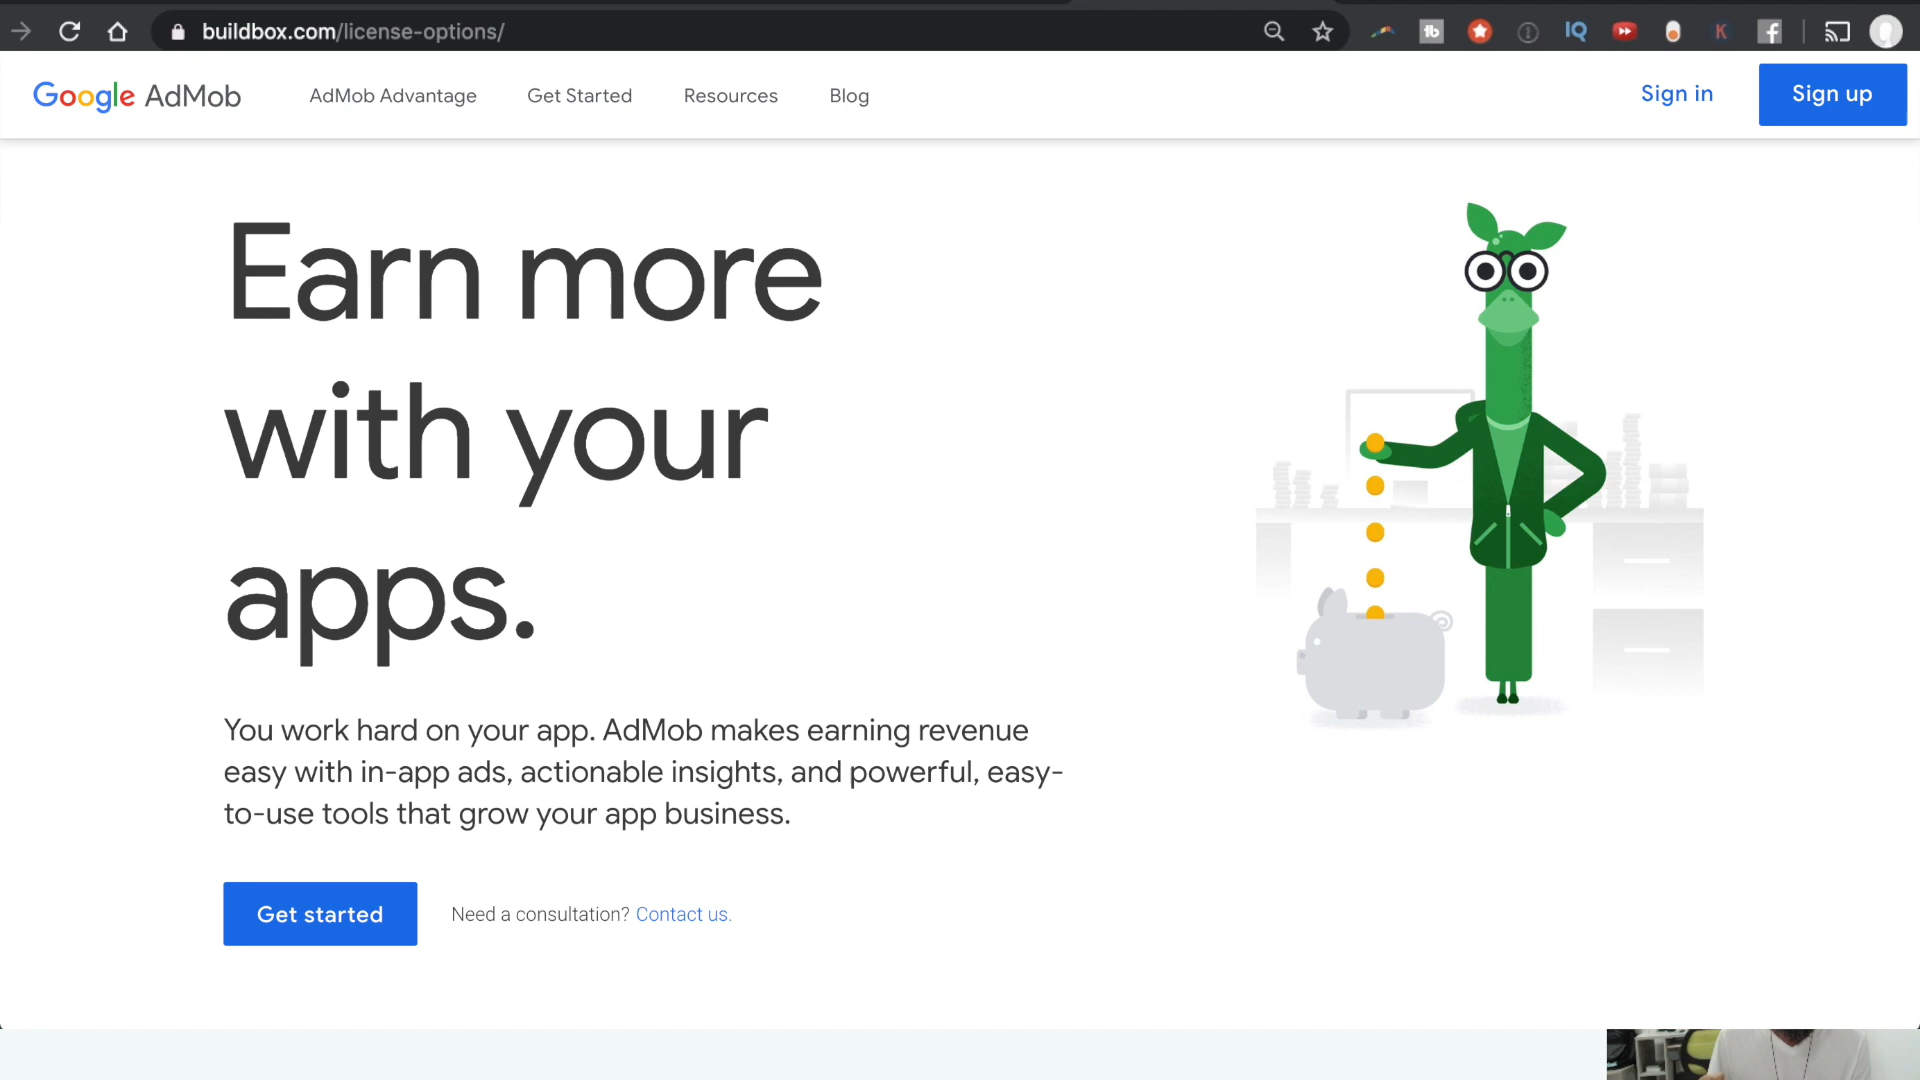 buildbox.com/license-options/
tb
IQ
K
f
Google AdMob
AdMob Advantage
Get Started
Resources
Blog
Sign in
Sign up
Earn more
with your
apps.
You work hard on your app. AdMob makes earning revenue
easy with in-app ads, actionable insights, and powerful, easy-
to-use tools that grow your app business.
Get started
Need a consultation? Contact us.